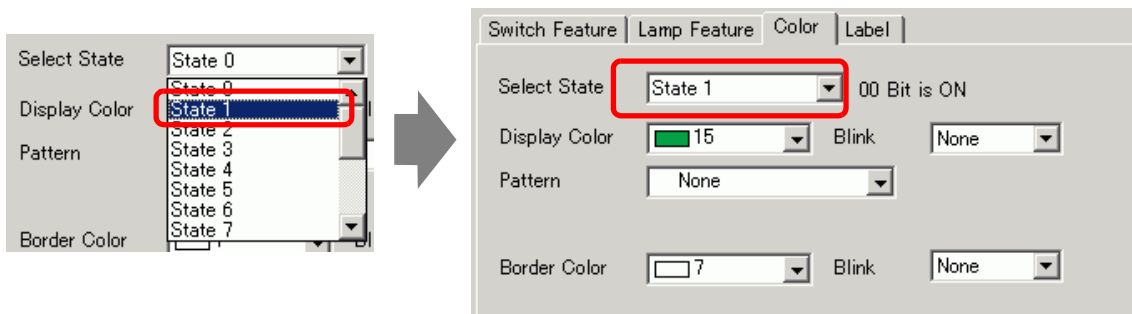 Select State State 0
State 0
Display Color State 1
State 2
Pattern State 3
State 4
State 5
State 6
Border Color State 7
Switch Feature Lamp Feature Color Label
Select State State 1 00 Bit is ON
Display Color 15 Blink None
Pattern None
Border Color 7 Blink None